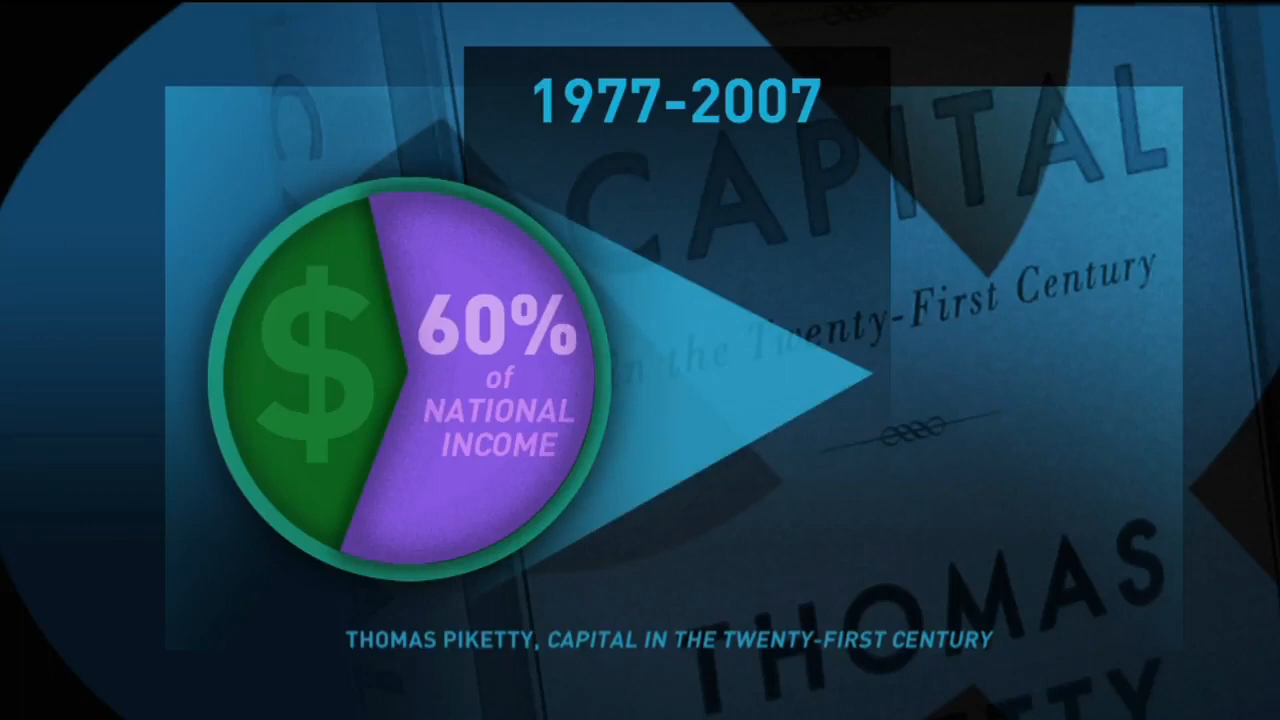 1977-2007
CAPITAL
in the Twenty-First Century
$
60%
of
NATIONAL
INCOME
THOMAS PIKETTY, CAPITAL IN THE TWENTY-FIRST CENTURY
THOMAS
ETTY